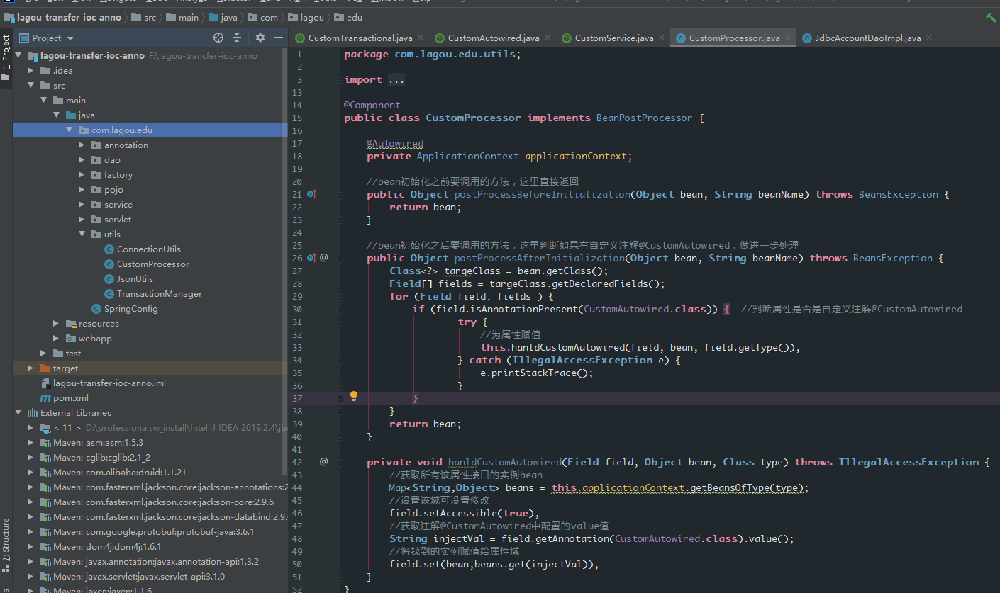 lagou-transfer-ioc-anno src main java com lagou edu
Project
CustomTransactional.java CustomAutowired.java CustomService.java CustomProcessor.java JdbcAccountDaoImpl.java
1: Project
7: Structure
lagou-transfer-ioc-anno F:\lagou-transfer-ioc-anno
.idea
src
main
java
com.lagou.edu
annotation
dao
factory
pojo
service
servlet
utils
ConnectionUtils
CustomProcessor
JsonUtils
TransactionManager
SpringConfig
resources
webapp
test
target
lagou-transfer-ioc-anno.iml
pom.xml
External Libraries
< 11 > D:\professionalsw_install\IntelliJ IDEA 2019.2.4\jb
Maven: asm:asm:1.5.3
Maven: cglib:cglib:2.1_2
Maven: com.alibaba:druid:1.1.21
Maven: com.fasterxml.jackson.core:jackson-annotations:2
Maven: com.fasterxml.jackson.core:jackson-core:2.9.6
Maven: com.fasterxml.jackson.core:jackson-databind:2.9.
Maven: com.google.protobuf:protobuf-java:3.6.1
Maven: dom4j:dom4j:1.6.1
Maven: javax.annotation:javax.annotation-api:1.3.2
Maven: javax.servlet:javax.servlet-api:3.1.0
Maven: jaxen:jaxen:1.1.6
1 package com.lagou.edu.utils;
2
3 import ...
13
14 @Component
15 public class CustomProcessor implements BeanPostProcessor {
16
17 @Autowired
18 private ApplicationContext applicationContext;
19
20 //bean初始化之前要调用的方法，这里直接返回
21 public Object postProcessBeforeInitialization(Object bean, String beanName) throws BeansException {
22 return bean;
23 }
24
25 //bean初始化之后要调用的方法，这里判断如果有自定义注解@CustomAutowired，做进一步处理
26 @ public Object postProcessAfterInitialization(Object bean, String beanName) throws BeansException {
27 Class<?> targeClass = bean.getClass();
28 Field[] fields = targeClass.getDeclaredFields();
29 for (Field field: fields ) {
30 if (field.isAnnotationPresent(CustomAutowired.class)) { //判断属性是否是自定义注解@CustomAutowired
31 try {
32 //为属性赋值
33 this.hanldCustomAutowired(field, bean, field.getType());
34 } catch (IllegalAccessException e) {
35 e.printStackTrace();
36 }
37 }
38 }
39 return bean;
40 }
41
42 @ private void hanldCustomAutowired(Field field, Object bean, Class type) throws IllegalAccessException {
43 //获取所有该属性接口的实例bean
44 Map<String,Object> beans = this.applicationContext.getBeansOfType(type);
45 //设置该域可设置修改
46 field.setAccessible(true);
47 //获取注解@CustomAutowired中配置的value值
48 String injectVal = field.getAnnotation(CustomAutowired.class).value();
49 //将找到的实例赋值给属性域
50 field.set(bean,beans.get(injectVal));
51 }
52 }